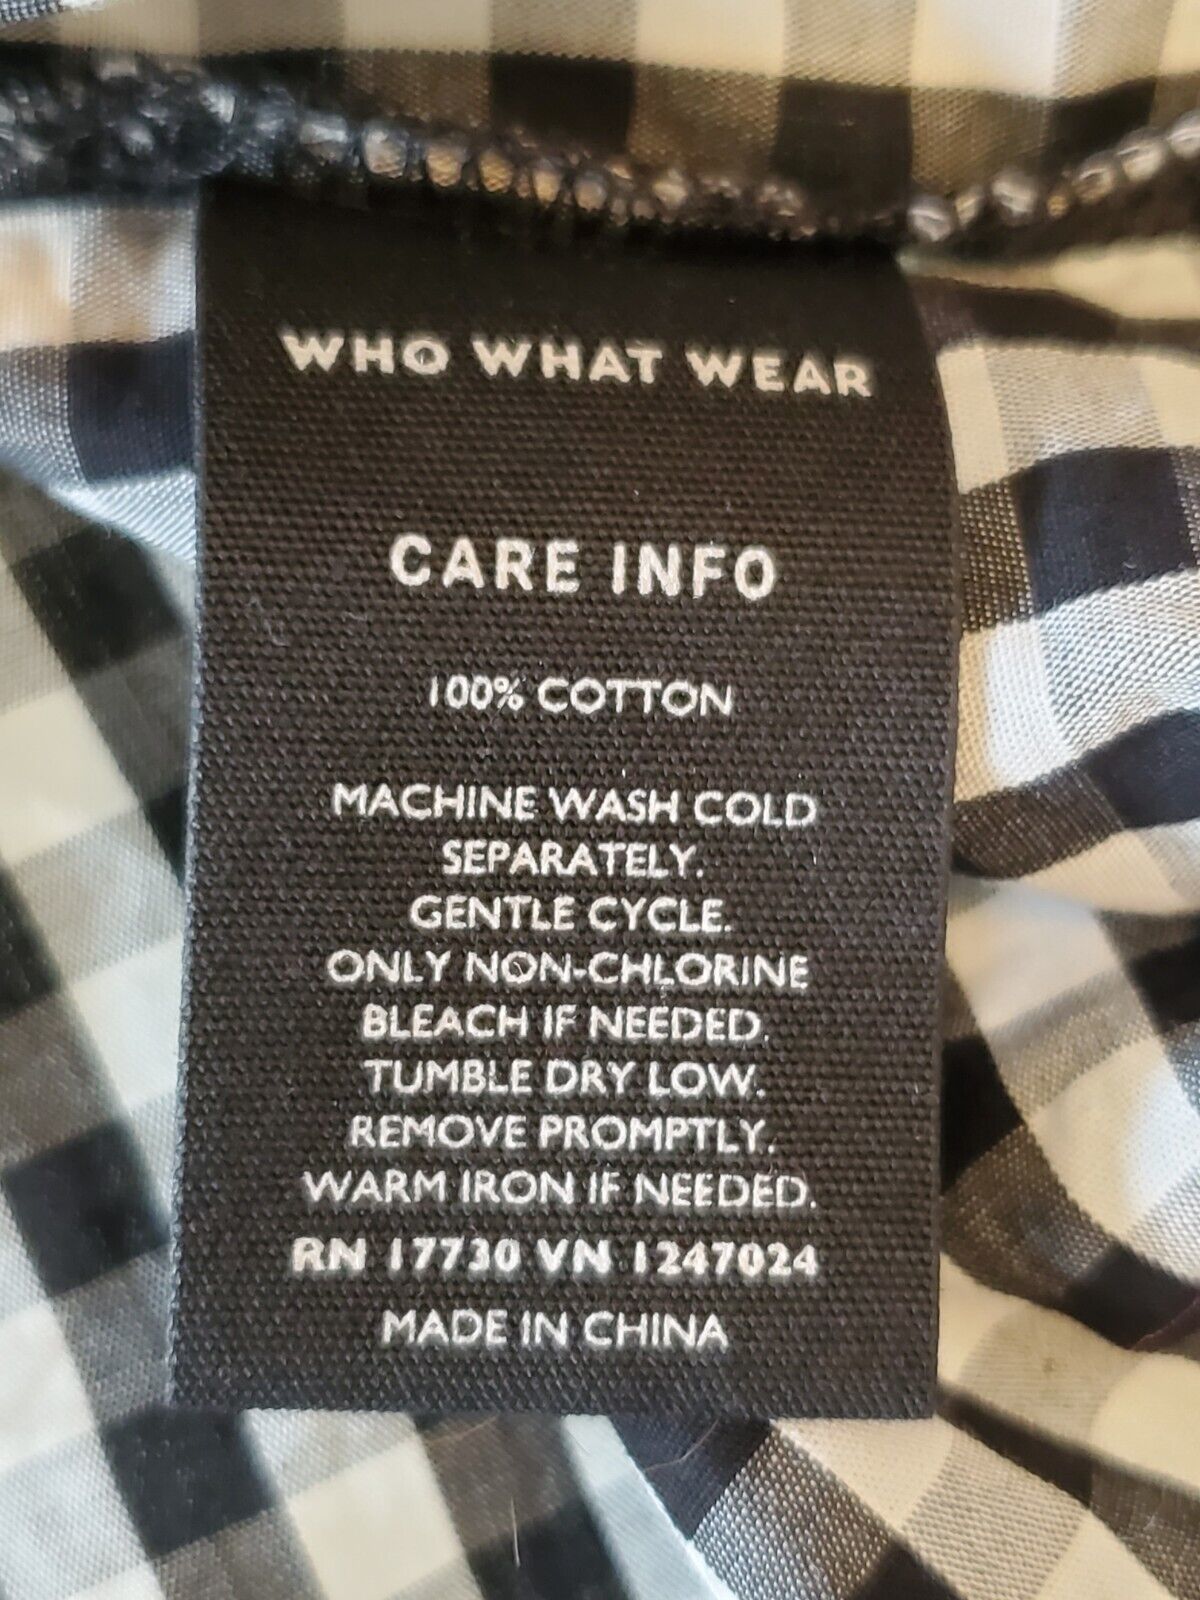 WHO WHAT WEAR
CARE INFO
100% COTTON
MACHINE WASH COLD
SEPARATELY.
GENTLE CYCLE.
ONLY NON-CHLORINE
BLEACH IF NEEDED.
TUMBLE DRY LOW.
REMOVE PROMPTLY.
WARM IRON IF NEEDED.
RN 17730 VN 1247024
MADE IN CHINA